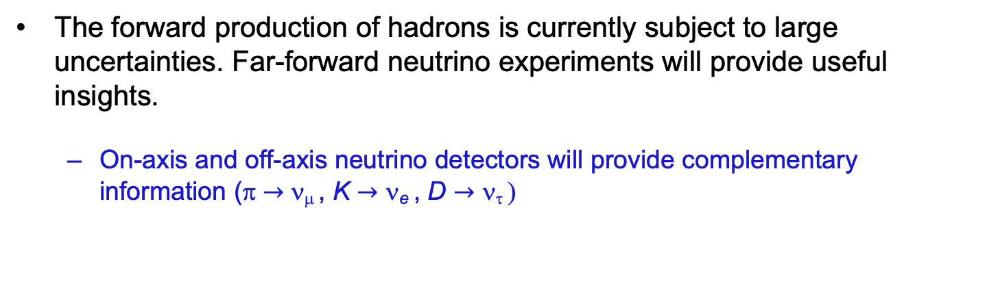 • The forward production of hadrons is currently subject to large
uncertainties. Far-forward neutrino experiments will provide useful
insights.
– On-axis and off-axis neutrino detectors will provide complementary
information (π → νμ, K → νe, D → ντ)